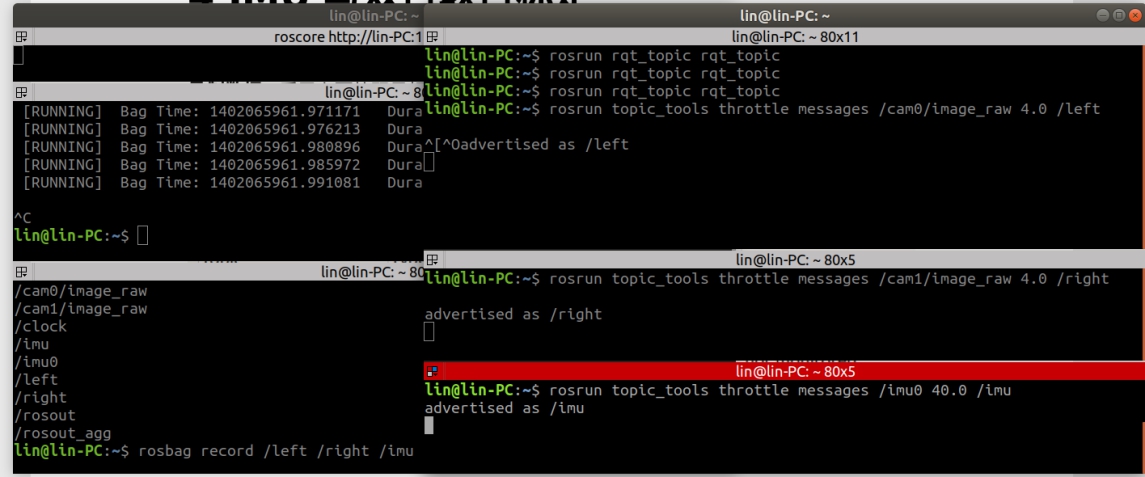 lin@lin-PC: ~
roscore http://lin-PC:1
lin@lin-PC: ~ 8
[RUNNING]  Bag Time: 1402065961.971171   Dura
[RUNNING]  Bag Time: 1402065961.976213   Dura
[RUNNING]  Bag Time: 1402065961.980896   Dura
[RUNNING]  Bag Time: 1402065961.985972   Dura
[RUNNING]  Bag Time: 1402065961.991081   Dura
^C
lin@lin-PC:~$
lin@lin-PC: ~ 80
/cam0/image_raw
/cam1/image_raw
/clock
/imu
/imu0
/left
/right
/rosout
/rosout_agg
lin@lin-PC:~$ rosbag record /left /right /imu
lin@lin-PC: ~
lin@lin-PC: ~ 80x11
lin@lin-PC:~$ rosrun rqt_topic rqt_topic
lin@lin-PC:~$ rosrun rqt_topic rqt_topic
lin@lin-PC:~$ rosrun rqt_topic rqt_topic
lin@lin-PC:~$ rosrun topic_tools throttle messages /cam0/image_raw 4.0 /left
^[^Oadvertised as /left
lin@lin-PC: ~ 80x5
lin@lin-PC:~$ rosrun topic_tools throttle messages /cam1/image_raw 4.0 /right
advertised as /right
lin@lin-PC: ~ 80x5
lin@lin-PC:~$ rosrun topic_tools throttle messages /imu0 40.0 /imu
advertised as /imu